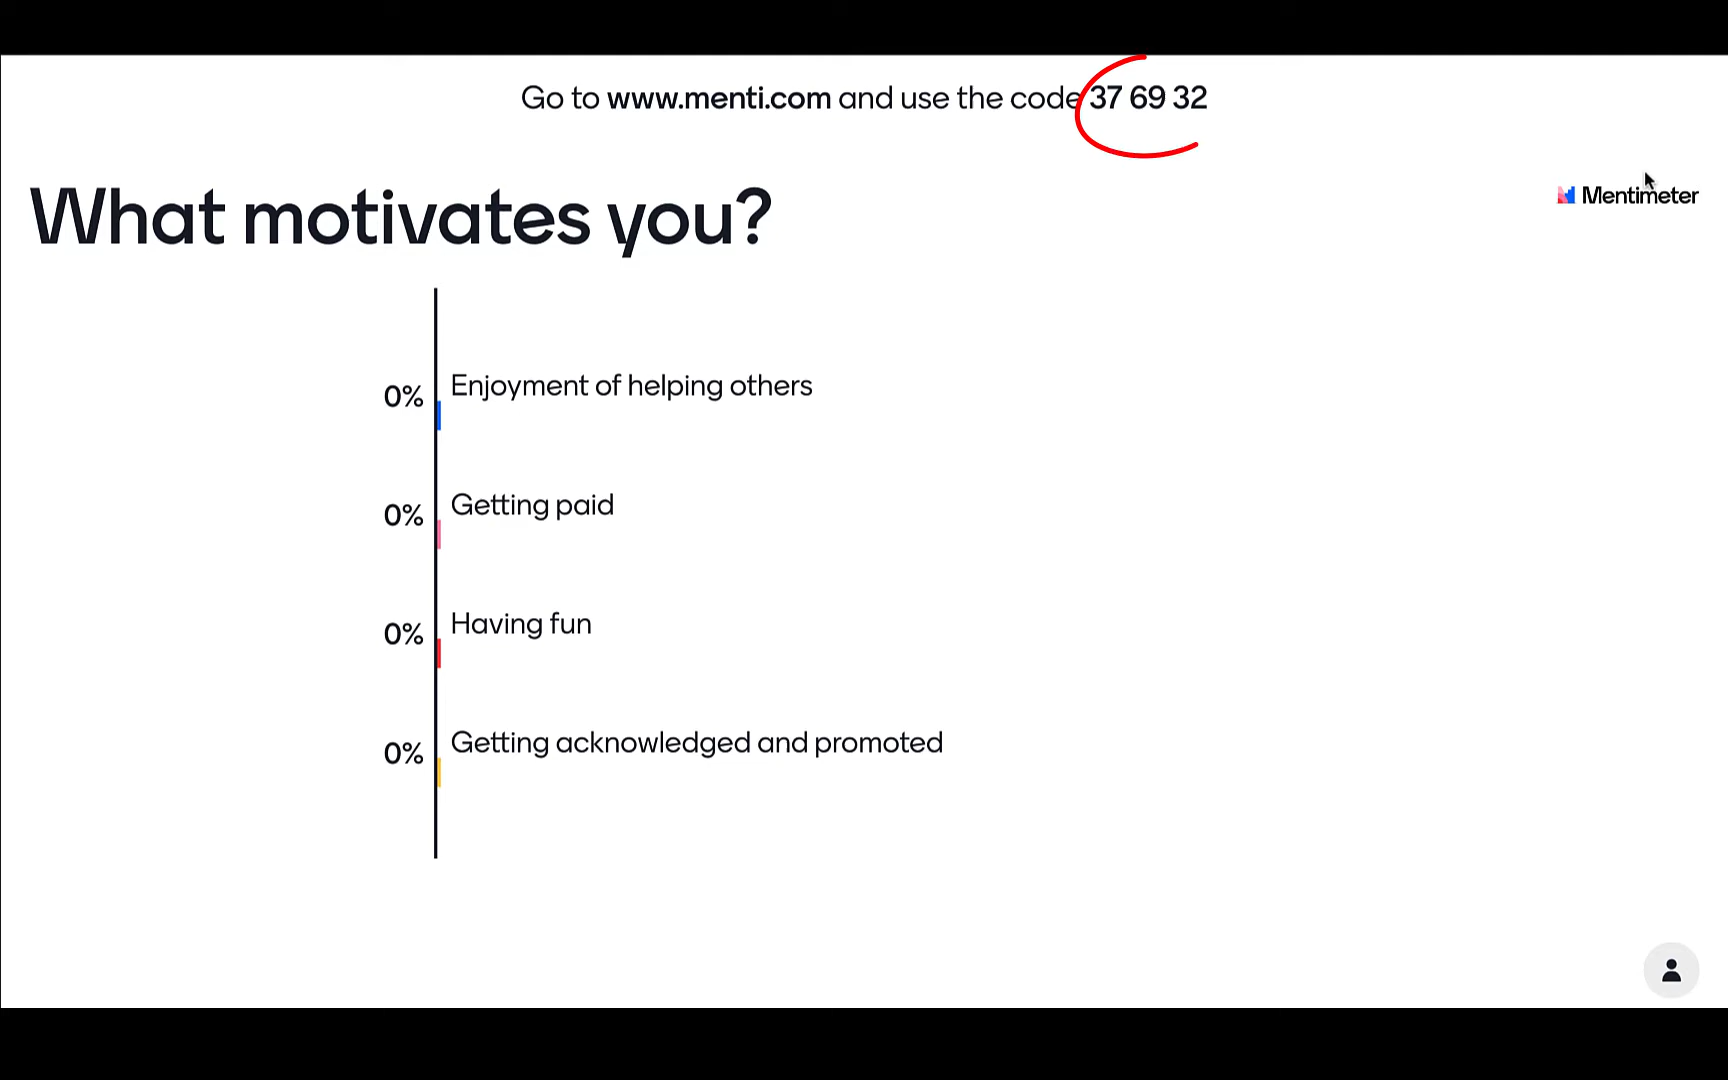 Go to www.menti.com and use the code 37 69 32
What motivates you?
Mentimeter
0% Enjoyment of helping others
0% Getting paid
0% Having fun
0% Getting acknowledged and promoted